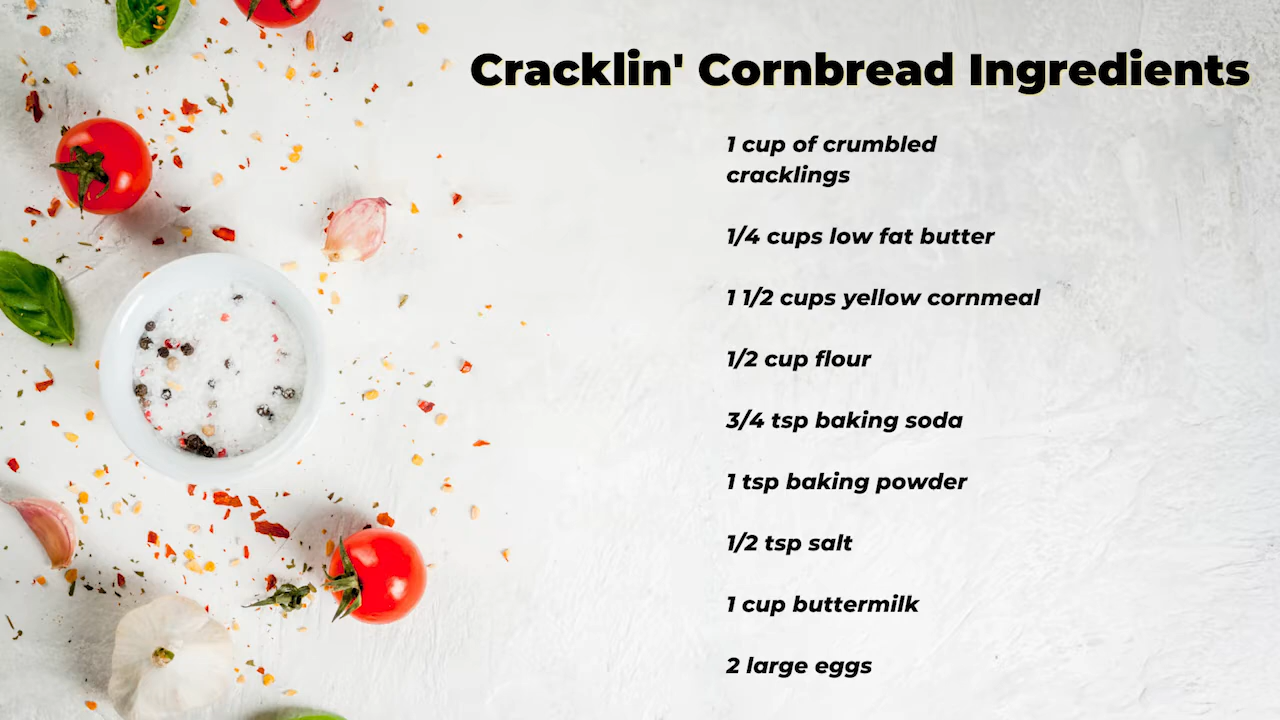 Cracklin' Cornbread Ingredients
1 cup of crumbled
cracklings
1/4 cups low fat butter
1 1/2 cups yellow cornmeal
1/2 cup flour
3/4 tsp baking soda
1 tsp baking powder
1/2 tsp salt
1 cup buttermilk
2 large eggs